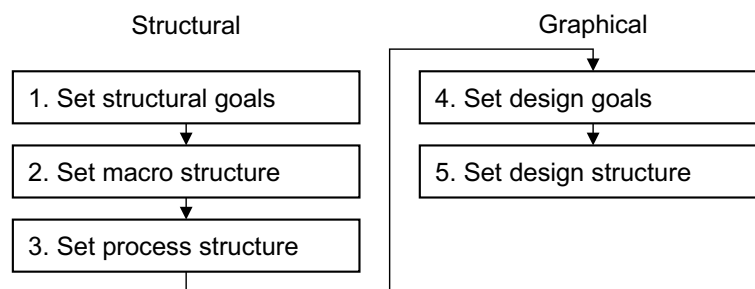 Structural
1. Set structural goals
2. Set macro structure
3. Set process structure
Graphical
4. Set design goals
5. Set design structure